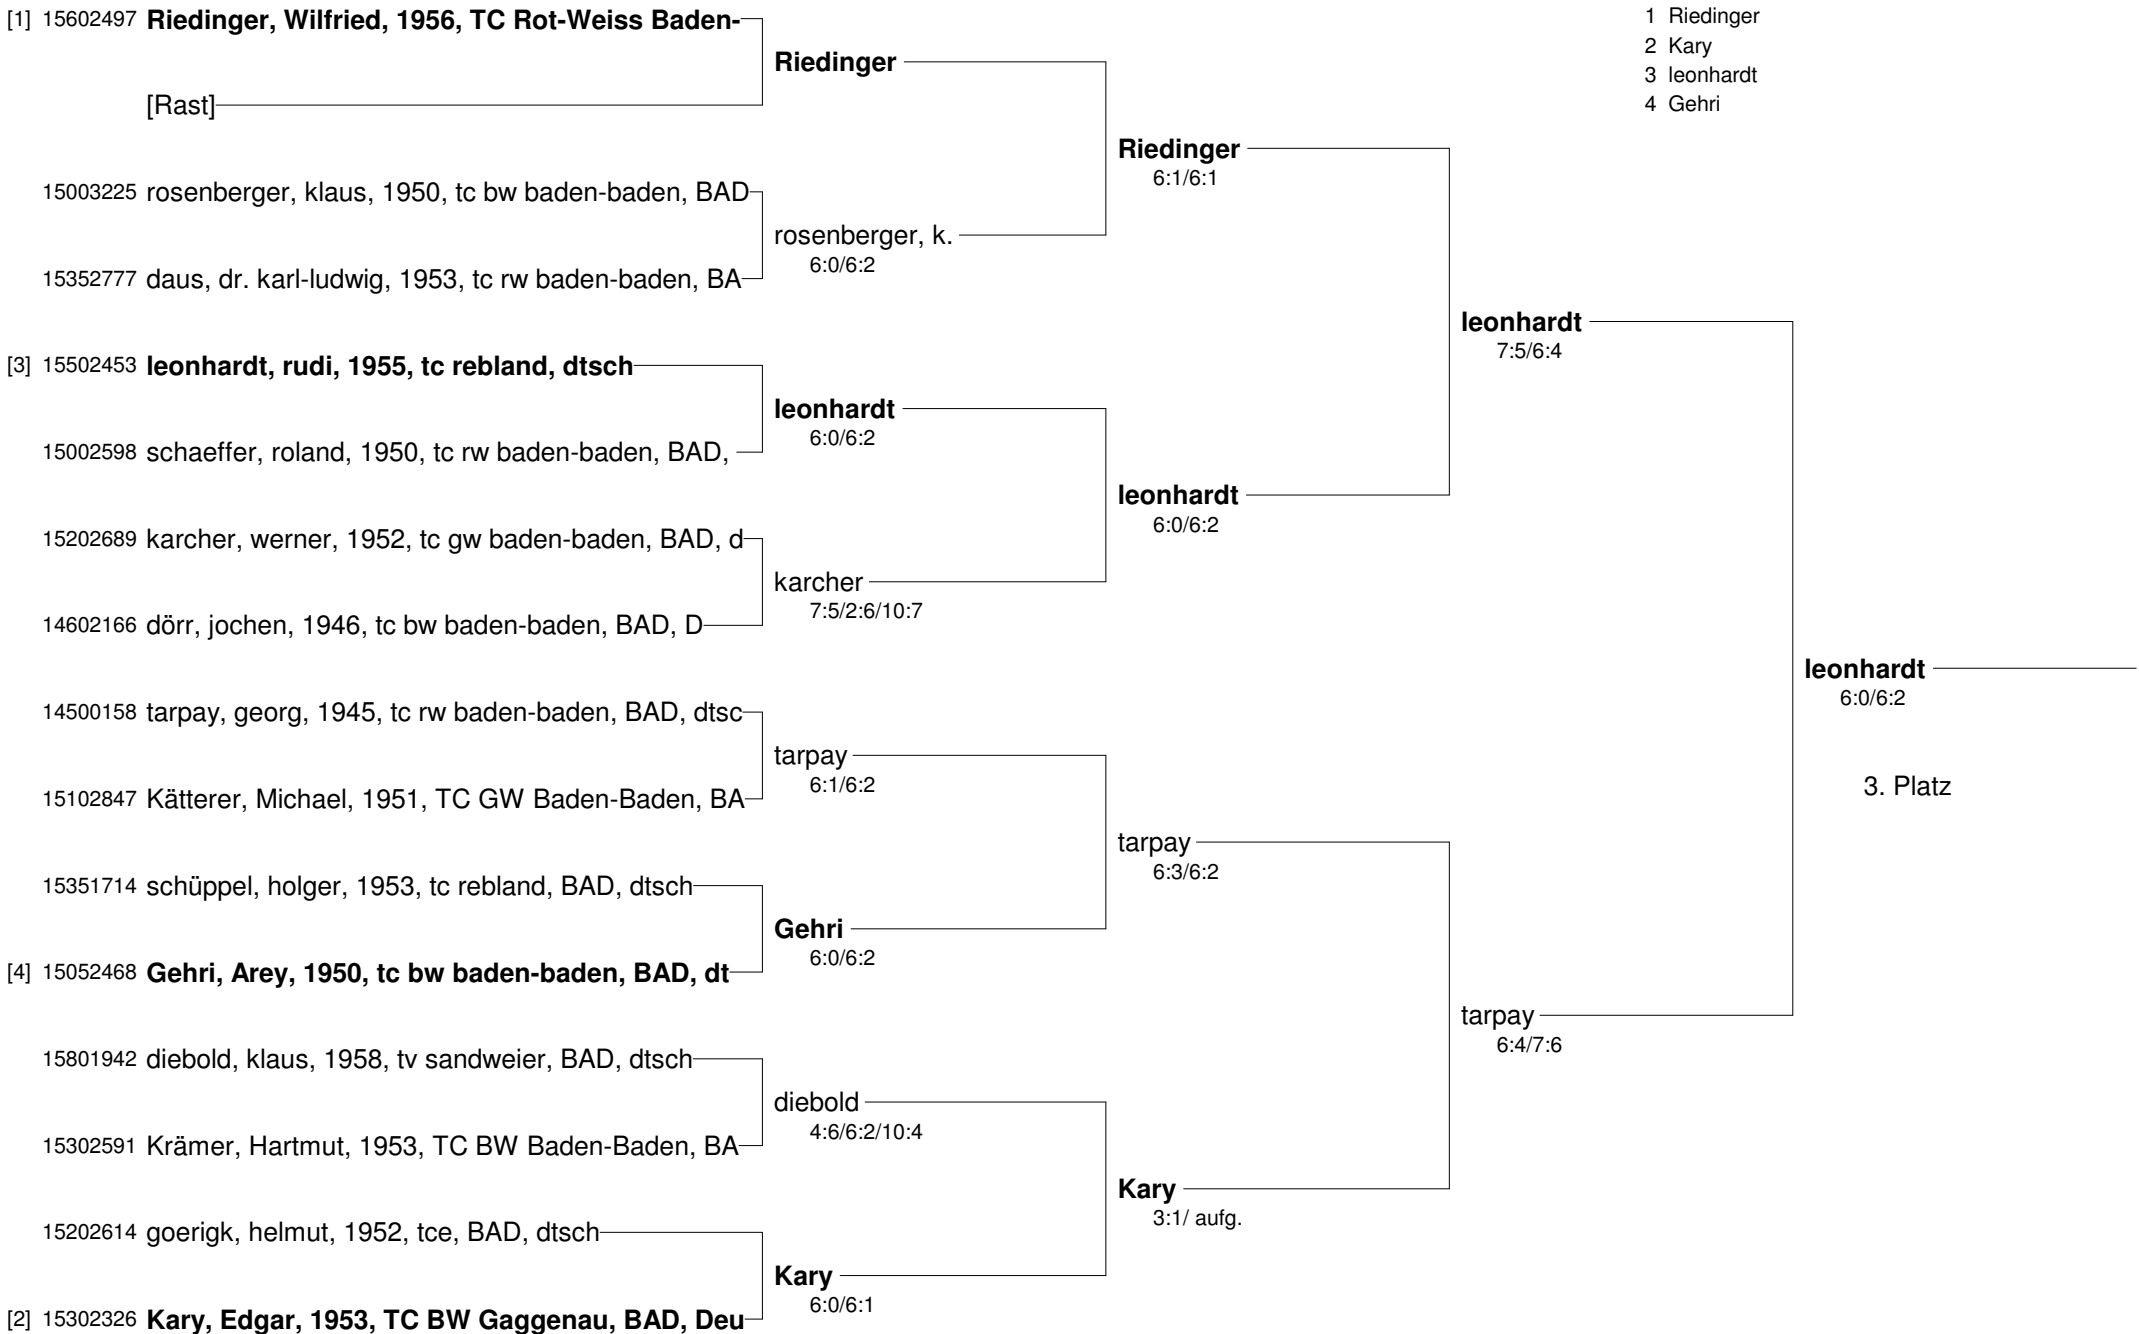 [1] 15602497 Riedinger, Wilfried, 1956, TC Rot-Weiss Baden-
1 Riedinger
2 Kary
3 leonhardt
4 Gehri
Riedinger
[Rast]
Riedinger
6:1/6:1
15003225 rosenberger, klaus, 1950, tc bw baden-baden, BAD
rosenberger, k.
6:0/6:2
15352777 daus, dr. karl-ludwig, 1953, tc rw baden-baden, BA
leonhardt
7:5/6:4
[3] 15502453 leonhardt, rudi, 1955, tc rebland, dtsch
leonhardt
6:0/6:2
15002598 schaeffer, roland, 1950, tc rw baden-baden, BAD,
leonhardt
6:0/6:2
15202689 karcher, werner, 1952, tc gw baden-baden, BAD, d
karcher
7:5/2:6/10:7
14602166 dörr, jochen, 1946, tc bw baden-baden, BAD, D
leonhardt
6:0/6:2
14500158 tarpay, georg, 1945, tc rw baden-baden, BAD, dtsc
tarpay
6:1/6:2
3. Platz
15102847 Kätterer, Michael, 1951, TC GW Baden-Baden, BA
tarpay
6:3/6:2
15351714 schüppel, holger, 1953, tc rebland, BAD, dtsch
Gehri
6:0/6:2
[4] 15052468 Gehri, Arey, 1950, tc bw baden-baden, BAD, dt
tarpay
6:4/7:6
15801942 diebold, klaus, 1958, tv sandweier, BAD, dtsch
diebold
4:6/6:2/10:4
15302591 Krämer, Hartmut, 1953, TC BW Baden-Baden, BA
Kary
3:1/ aufg.
15202614 goerigk, helmut, 1952, tce, BAD, dtsch
Kary
6:0/6:1
[2] 15302326 Kary, Edgar, 1953, TC BW Gaggenau, BAD, Deu